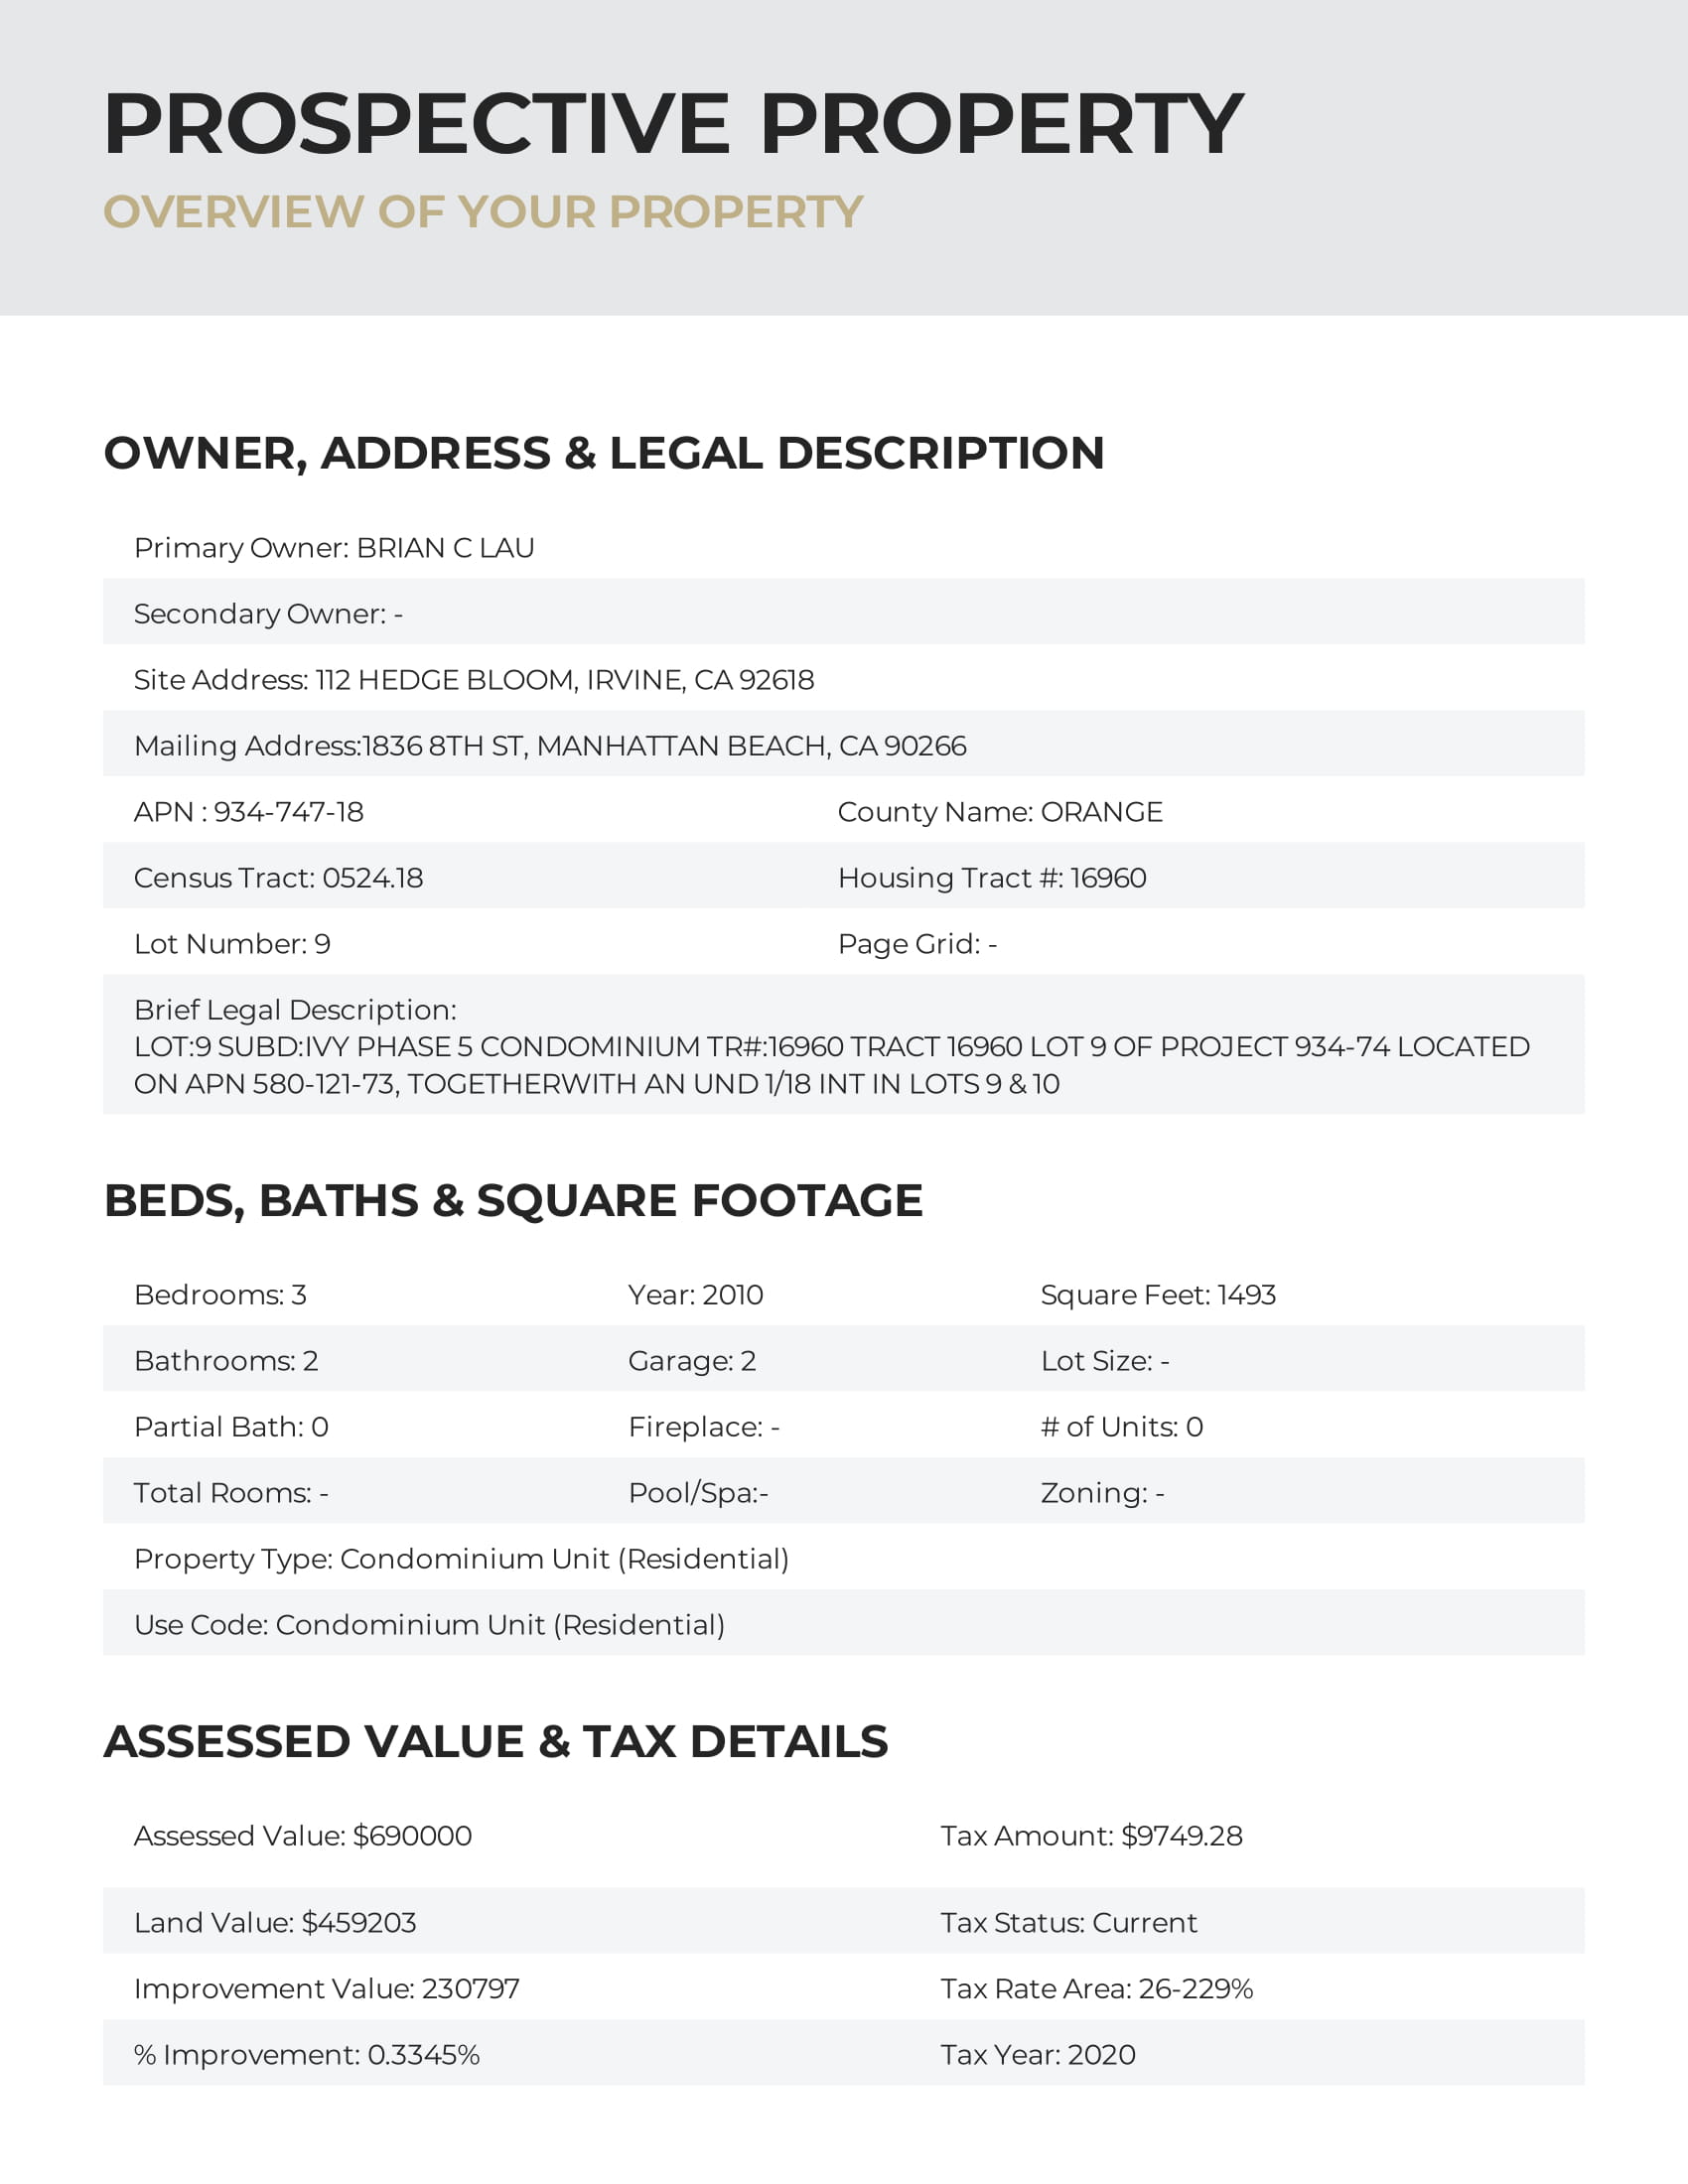 PROSPECTIVE PROPERTY
OVERVIEW OF YOUR PROPERTY
OWNER, ADDRESS & LEGAL DESCRIPTION
Primary Owner: BRIAN C LAU
Secondary Owner: -
Site Address: 112 HEDGE BLOOM, IRVINE, CA 92618
Mailing Address:1836 8TH ST, MANHATTAN BEACH, CA 90266
APN : 934-747-18 County Name: ORANGE
Census Tract: 0524.18 Housing Tract #: 16960
Lot Number: 9 Page Grid: -
Brief Legal Description:
LOT:9 SUBD:IVY PHASE 5 CONDOMINIUM TR#:16960 TRACT 16960 LOT 9 OF PROJECT 934-74 LOCATED
ON APN 580-121-73, TOGETHERWITH AN UND 1/18 INT IN LOTS 9 & 10
BEDS, BATHS & SQUARE FOOTAGE
Bedrooms: 3 Year: 2010 Square Feet: 1493
Bathrooms: 2 Garage: 2 Lot Size: -
Partial Bath: 0 Fireplace: - # of Units: 0
Total Rooms: - Pool/Spa:- Zoning: -
Property Type: Condominium Unit (Residential)
Use Code: Condominium Unit (Residential)
ASSESSED VALUE & TAX DETAILS
Assessed Value: $690000 Tax Amount: $9749.28
Land Value: $459203 Tax Status: Current
Improvement Value: 230797 Tax Rate Area: 26-229%
% Improvement: 0.3345% Tax Year: 2020